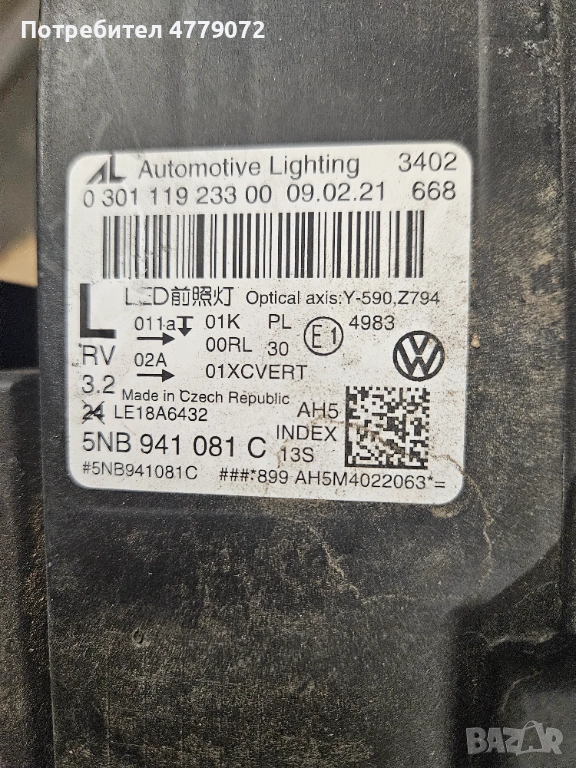 Потребител 4779072
AL Automotive Lighting 3402
0 301 119 233 00 09.02.21 668
L LED前照灯 Optical axis:Y-590,Z794
011a 01K PL E1 4983
00RL 30
RV 02A 01XCVERT
3.2 Made in Czech Republic
24 LE18A6432 AH5
5NB 941 081 C INDEX
13S
#5NB941081C ###*899 AH5M4022063*=
BAZAR